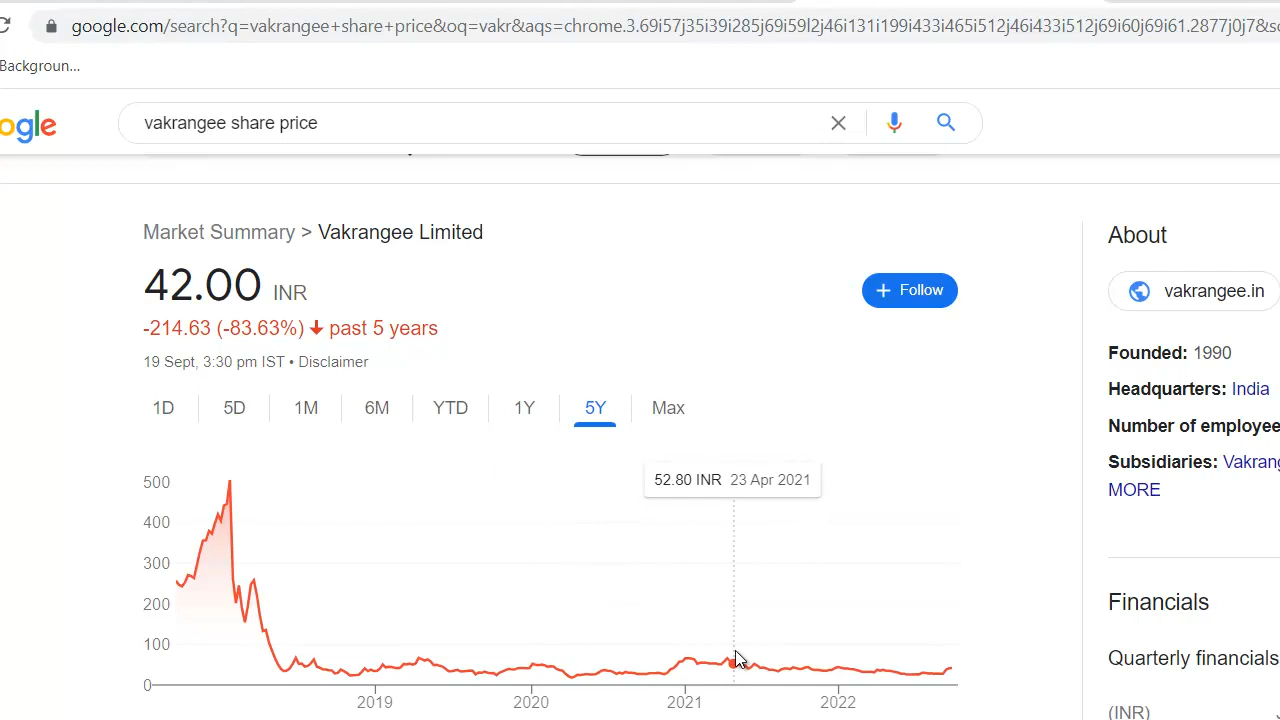 google.com/search?q=vakrangee+share+price&oq=vakr&aqs=chrome.3.69i57j35i39i285j69i59l2j46i131i199i433i465i512j46i433i512j69i60j69i61.2877j0j7&s
Backgroun...
ogle
vakrangee share price
Market Summary > Vakrangee Limited
42.00 INR
+ Follow
-214.63 (-83.63%) past 5 years
19 Sept, 3:30 pm IST • Disclaimer
1D 5D 1M 6M YTD 1Y 5Y Max
52.80 INR 23 Apr 2021
500
400
300
200
100
0
2019 2020 2021 2022
About
vakrangee.in
Founded: 1990
Headquarters: India
Number of employee
Subsidiaries: Vakrang
MORE
Financials
Quarterly financials
(INR)